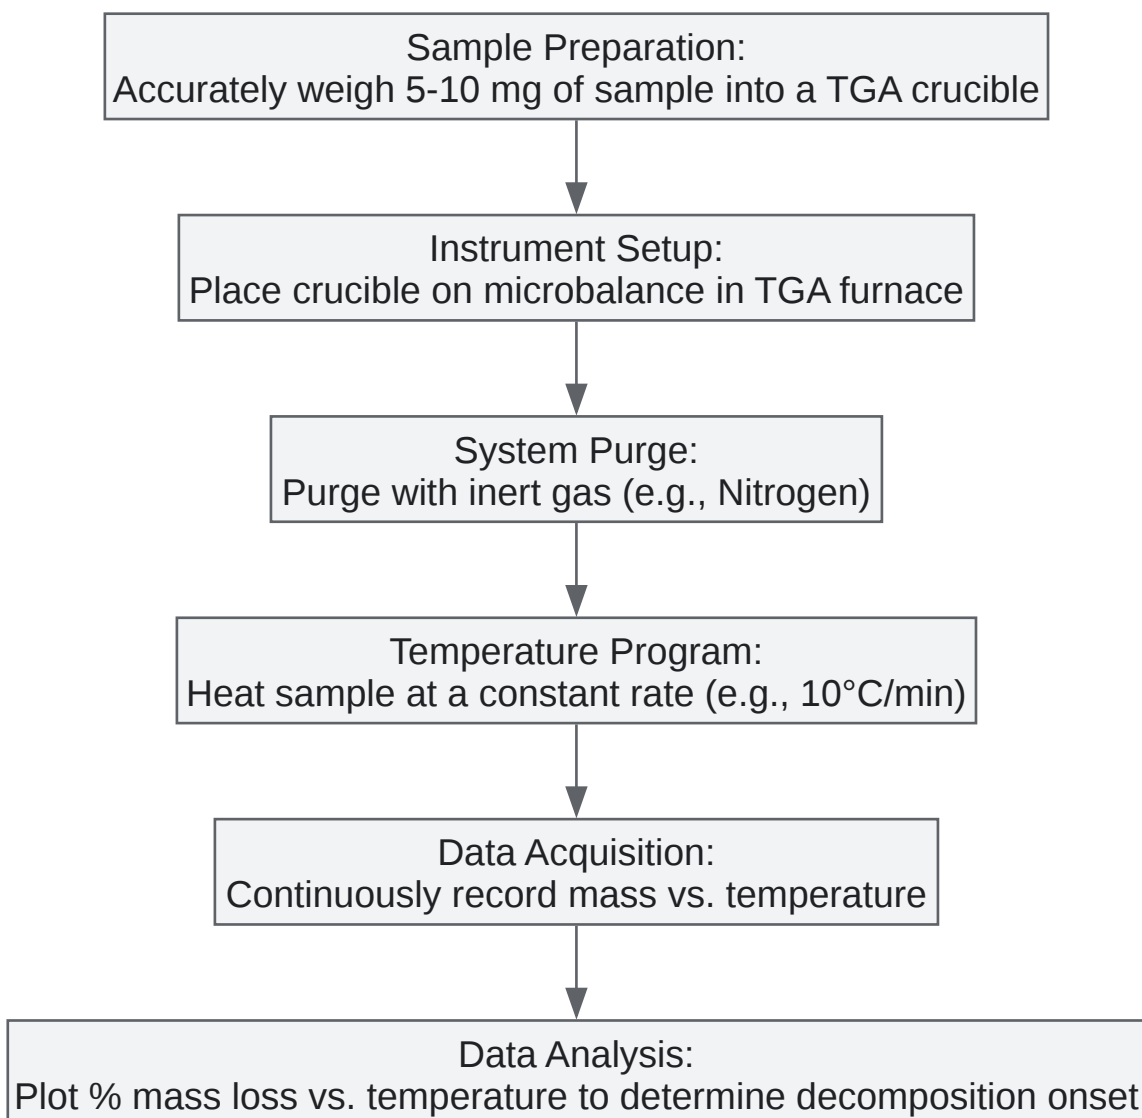 Sample Preparation:
Accurately weigh 5-10 mg of sample into a TGA crucible
Instrument Setup:
Place crucible on microbalance in TGA furnace
System Purge:
Purge with inert gas (e.g., Nitrogen)
Temperature Program:
Heat sample at a constant rate (e.g., 10°C/min)
Data Acquisition:
Continuously record mass vs. temperature
Data Analysis:
Plot % mass loss vs. temperature to determine decomposition onset